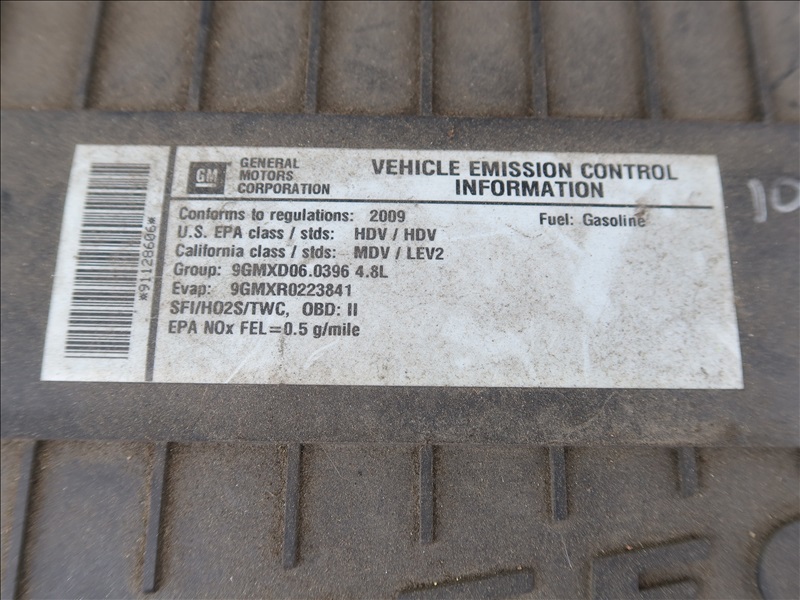 GM
GENERAL
MOTORS
CORPORATION
VEHICLE EMISSION CONTROL
INFORMATION
Conforms to regulations: 2009
Fuel: Gasoline
U.S. EPA class / stds: HDV / HDV
California class / stds: MDV / LEV2
Group: 9GMXD06.0396 4.8L
Evap: 9GMXR0223841
SFI/HO2S/TWC, OBD: II
EPA NOx FEL=0.5 g/mile
*91128606*